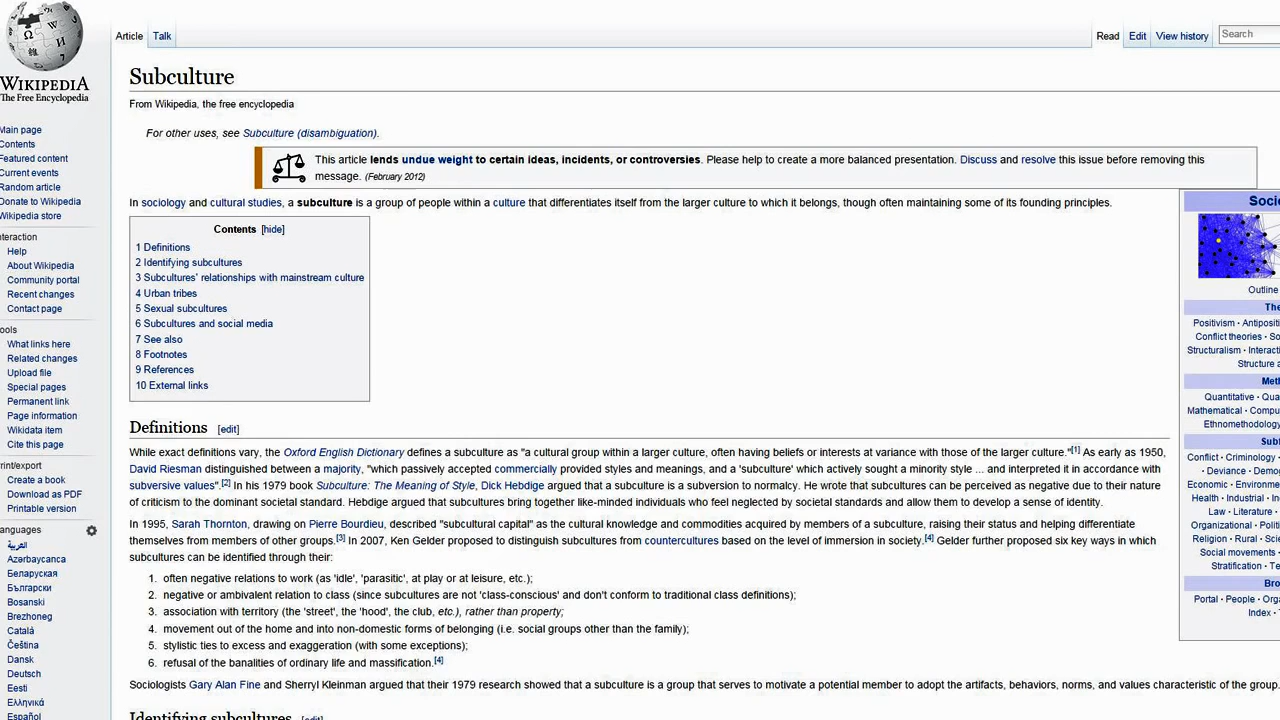 WIKIPEDIA
The Free Encyclopedia
Main page
Contents
Featured content
Current events
Random article
Donate to Wikipedia
Wikipedia store
nteraction
Help
About Wikipedia
Community portal
Recent changes
Contact page
ools
What links here
Related changes
Upload file
Special pages
Permanent link
Page information
Wikidata item
Cite this page
rint/export
Create a book
Download as PDF
Printable version
anguages
العربية
Azərbaycanca
Беларуская
Български
Bosanski
Brezhoneg
Català
Čeština
Dansk
Deutsch
Eesti
Ελληνικά
Español
Article Talk Read Edit View history Search
Subculture
From Wikipedia, the free encyclopedia
For other uses, see Subculture (disambiguation).
This article lends undue weight to certain ideas, incidents, or controversies. Please help to create a more balanced presentation. Discuss and resolve this issue before removing this
message. (February 2012)
In sociology and cultural studies, a subculture is a group of people within a culture that differentiates itself from the larger culture to which it belongs, though often maintaining some of its founding principles.
Contents [hide]
1 Definitions
2 Identifying subcultures
3 Subcultures' relationships with mainstream culture
4 Urban tribes
5 Sexual subcultures
6 Subcultures and social media
7 See also
8 Footnotes
9 References
10 External links
Definitions [edit]
While exact definitions vary, the Oxford English Dictionary defines a subculture as "a cultural group within a larger culture, often having beliefs or interests at variance with those of the larger culture."[1] As early as 1950,
David Riesman distinguished between a majority, "which passively accepted commercially provided styles and meanings, and a 'subculture' which actively sought a minority style ... and interpreted it in accordance with
subversive values".[2] In his 1979 book Subculture: The Meaning of Style, Dick Hebdige argued that a subculture is a subversion to normalcy. He wrote that subcultures can be perceived as negative due to their nature
of criticism to the dominant societal standard. Hebdige argued that subcultures bring together like-minded individuals who feel neglected by societal standards and allow them to develop a sense of identity.
In 1995, Sarah Thornton, drawing on Pierre Bourdieu, described "subcultural capital" as the cultural knowledge and commodities acquired by members of a subculture, raising their status and helping differentiate
themselves from members of other groups.[3] In 2007, Ken Gelder proposed to distinguish subcultures from countercultures based on the level of immersion in society.[4] Gelder further proposed six key ways in which
subcultures can be identified through their:
1. often negative relations to work (as 'idle', 'parasitic', at play or at leisure, etc.);
2. negative or ambivalent relation to class (since subcultures are not 'class-conscious' and don't conform to traditional class definitions);
3. association with territory (the 'street', the 'hood', the club, etc.), rather than property;
4. movement out of the home and into non-domestic forms of belonging (i.e. social groups other than the family);
5. stylistic ties to excess and exaggeration (with some exceptions);
6. refusal of the banalities of ordinary life and massification.[4]
Sociologists Gary Alan Fine and Sherryl Kleinman argued that their 1979 research showed that a subculture is a group that serves to motivate a potential member to adopt the artifacts, behaviors, norms, and values characteristic of the group.
Identifying subcultures [edit]
Socio
Outline
The
Positivism · Antipositi
Conflict theories · So
Structuralism · Interac
Structure a
Meth
Quantitative · Qua
Mathematical · Compu
Ethnomethodology
Subt
Conflict · Criminology
· Deviance · Demo
Economic · Environme
Health · Industrial · In
Law · Literature ·
Organizational · Politi
Religion · Rural · Scie
Social movements ·
Stratification · Te
Bro
Portal · People · Orga
Index ·